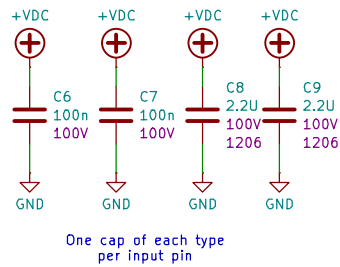 +VDC +VDC +VDC +VDC
C6
100n
100V
C7
100n
100V
C8
2.2U
100V
1206
C9
2.2U
100V
1206
GND GND GND GND
One cap of each type
per input pin